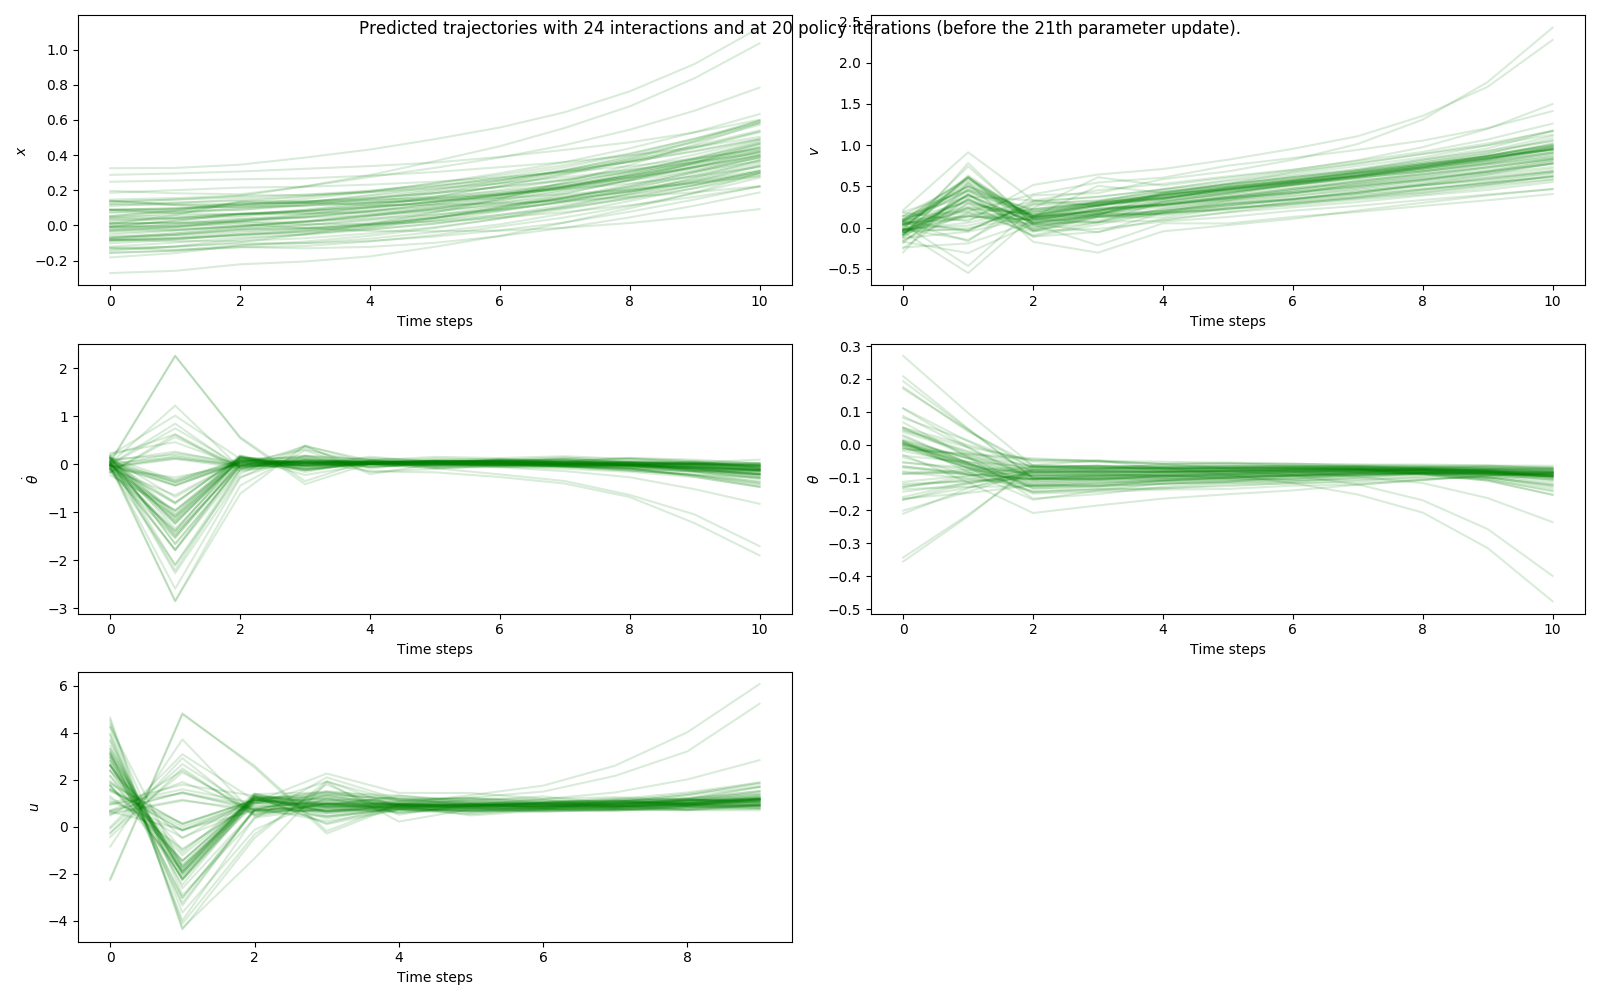 Predicted trajectories with 24 interactions and at 20 policy iterations (before the 21th parameter update).
1.0
0.8
0.6
0.4
0.2
0.0
−0.2
x
0 2 4 6 8 10
Time steps
2.5
2.0
1.5
1.0
0.5
0.0
−0.5
v
0 2 4 6 8 10
Time steps
2
1
0
−1
−2
−3
θ̇
0 2 4 6 8 10
Time steps
0.3
0.2
0.1
0.0
−0.1
−0.2
−0.3
−0.4
−0.5
θ
0 2 4 6 8 10
Time steps
6
4
2
0
−2
−4
u
0 2 4 6 8
Time steps